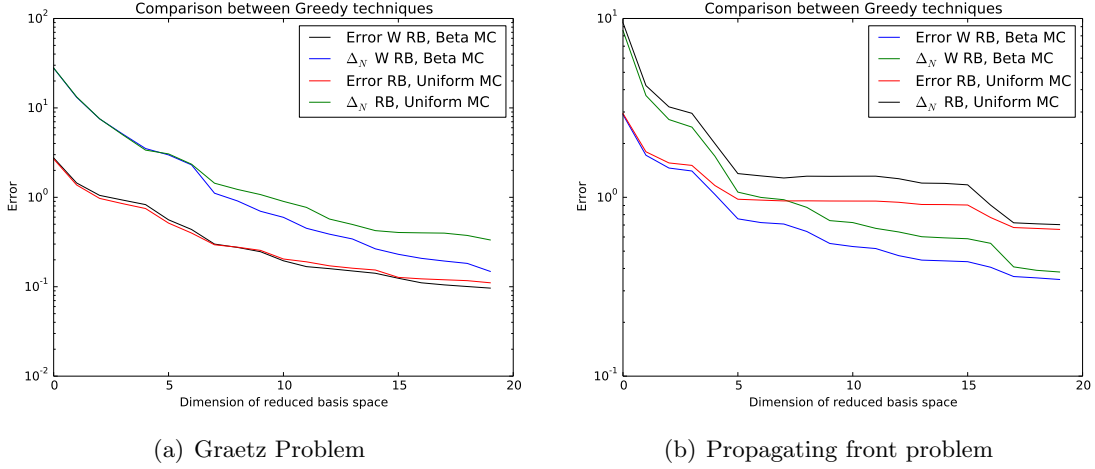 Comparison between Greedy techniques
10^2
10^1
10^0
10^-1
10^-2
Error
Error W RB, Beta MC
Δ_N W RB, Beta MC
Error RB, Uniform MC
Δ_N RB, Uniform MC
0 5 10 15 20
Dimension of reduced basis space
(a) Graetz Problem
Comparison between Greedy techniques
10^1
10^0
10^-1
Error
Error W RB, Beta MC
Δ_N W RB, Beta MC
Error RB, Uniform MC
Δ_N RB, Uniform MC
0 5 10 15 20
Dimension of reduced basis space
(b) Propagating front problem